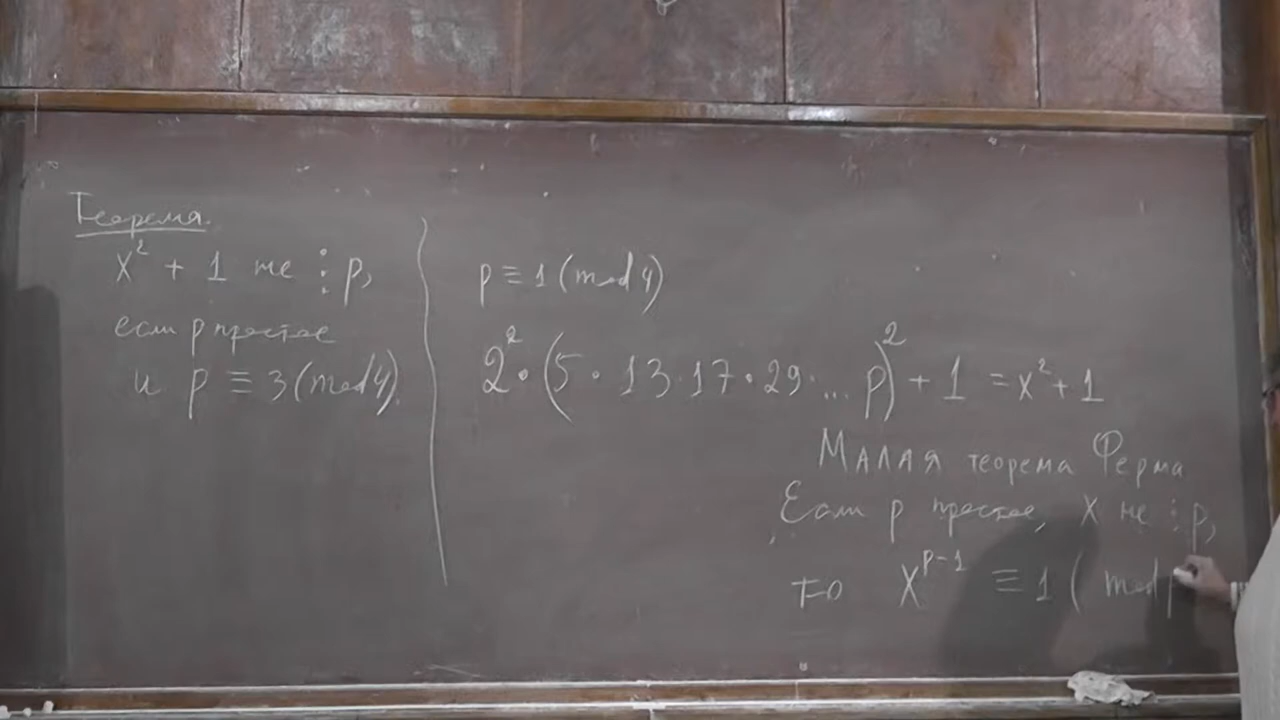 Теорема.
x² + 1 не ⋮ p,
если p простое
и p ≡ 3 (mod 4).
p ≡ 1 (mod 4)
2² · (5 · 13 · 17 · 29 ... p)² + 1 = x² + 1
Малая теорема Ферма
Если p простое, x не ⋮ p,
то x^{p-1} ≡ 1 ( mod p